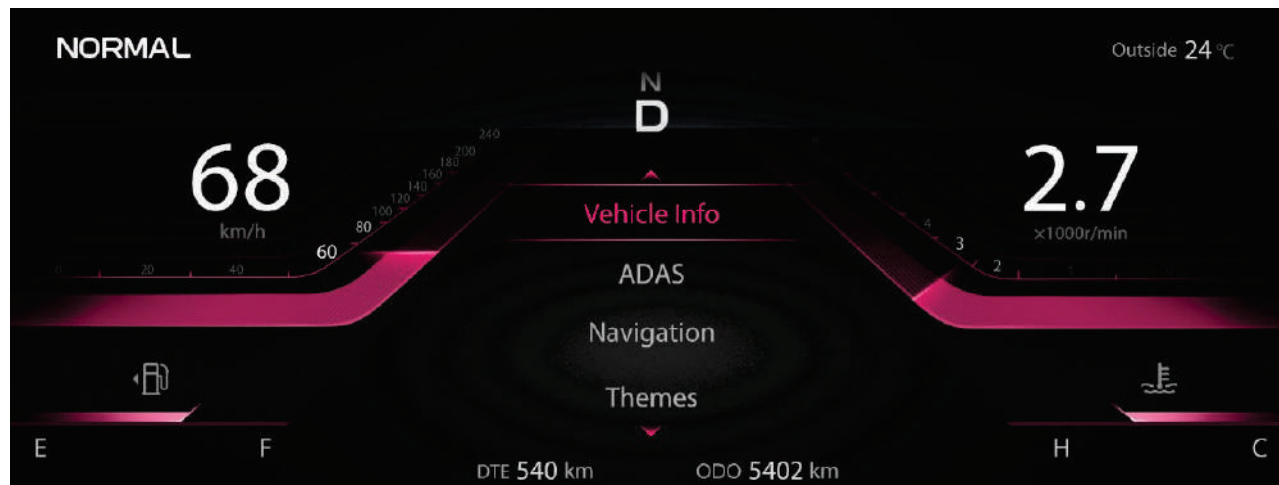 NORMAL
Outside 24 °C
N
D
68
km/h
0 20 40 60 80 100 120 140 160 180 200 240
2.7
×1000r/min
4 3 2 1
Vehicle Info
ADAS
Navigation
Themes
E F
H C
DTE 540 km ODO 5402 km